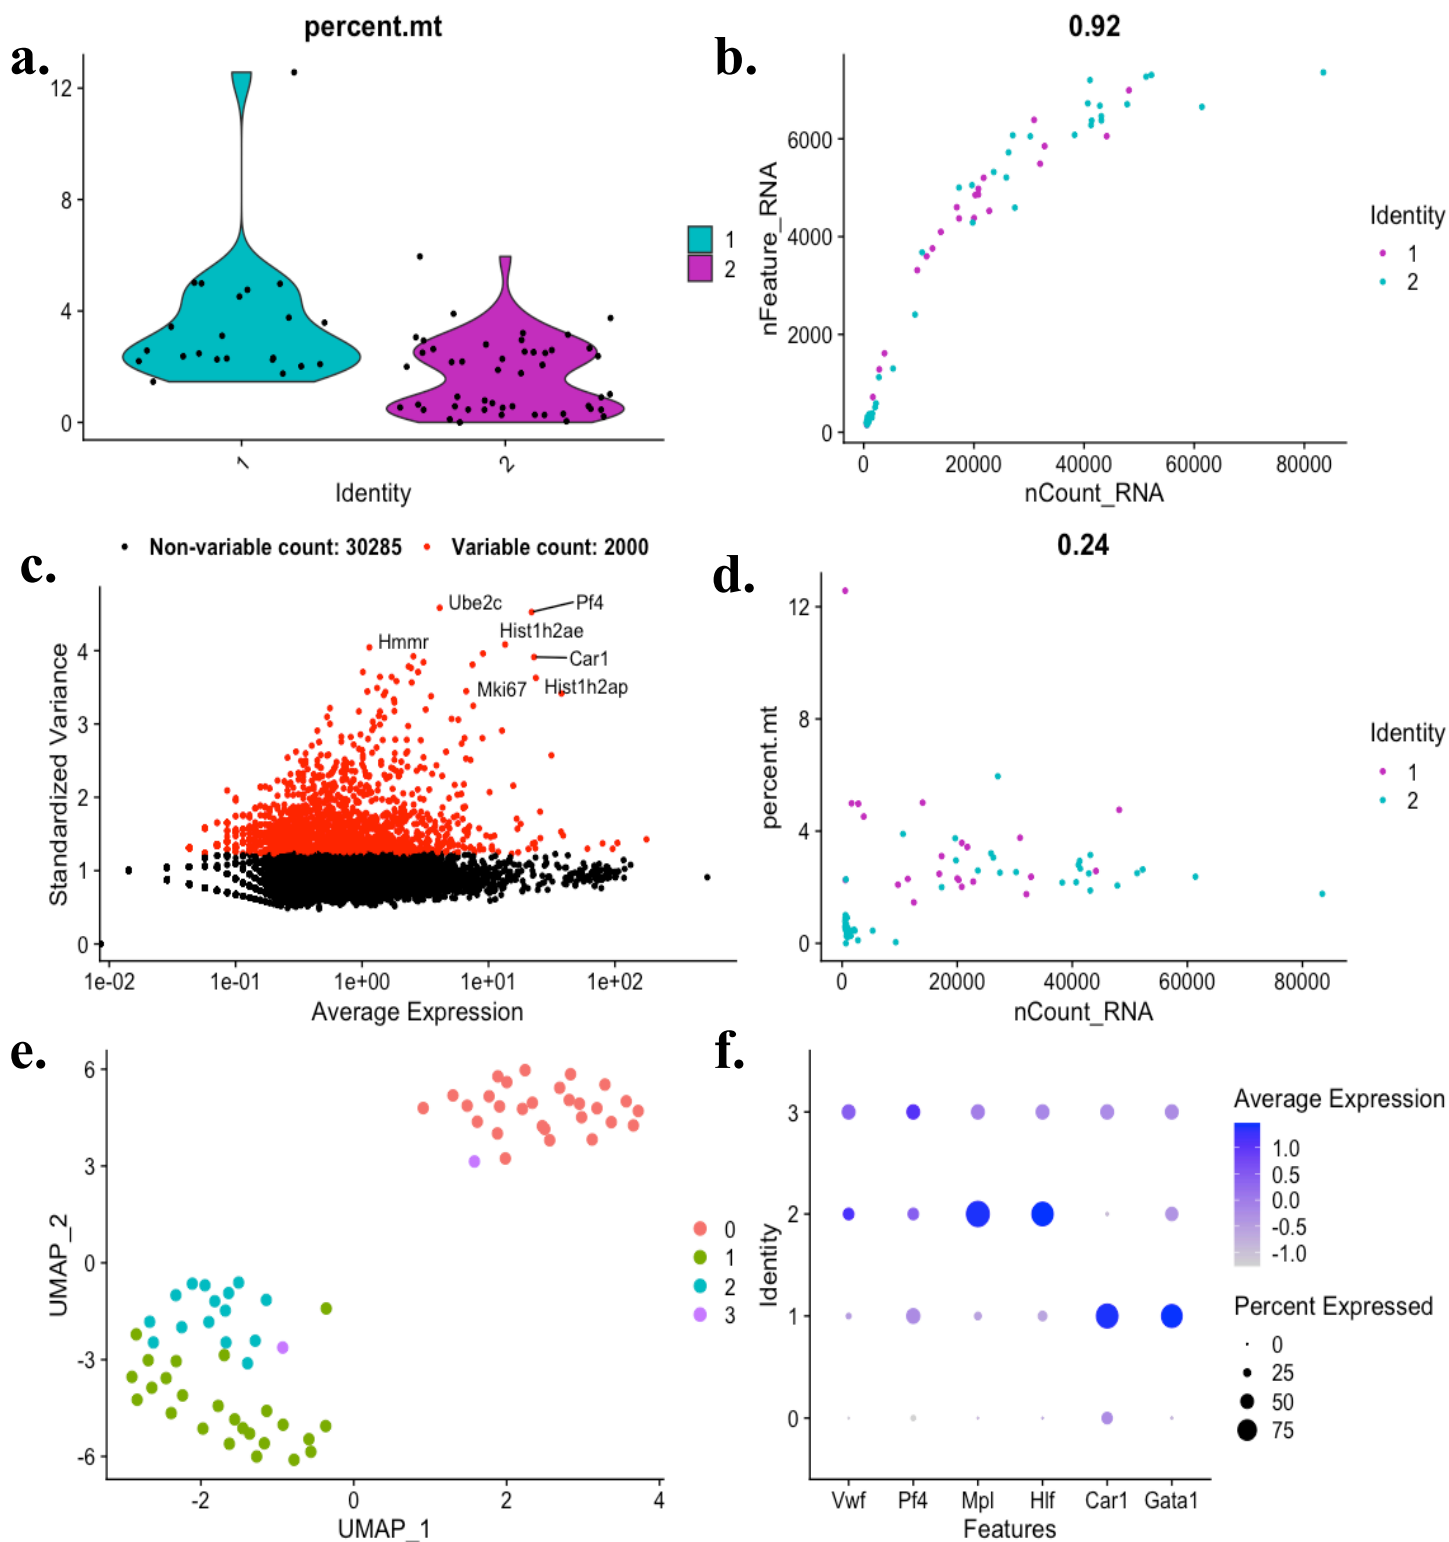 a.
percent.mt
12
8
4
0
1
2
Identity
1
2
b.
0.92
nFeature_RNA
6000
4000
2000
0
0 20000 40000 60000 80000
nCount_RNA
Identity
1
2
c.
Non-variable count: 30285 Variable count: 2000
Standardized Variance
4
3
2
1
0
Ube2c
Pf4
Hist1h2ae
Hmmr
Car1
Mki67
Hist1h2ap
1e-02 1e-01 1e+00 1e+01 1e+02
Average Expression
d.
0.24
percent.mt
12
8
4
0
0 20000 40000 60000 80000
nCount_RNA
Identity
1
2
e.
UMAP_2
6
3
0
-3
-6
-2 0 2 4
UMAP_1
0
1
2
3
f.
Identity
3
2
1
0
Vwf Pf4 Mpl Hlf Car1 Gata1
Features
Average Expression
1.0
0.5
0.0
-0.5
-1.0
Percent Expressed
0
25
50
75